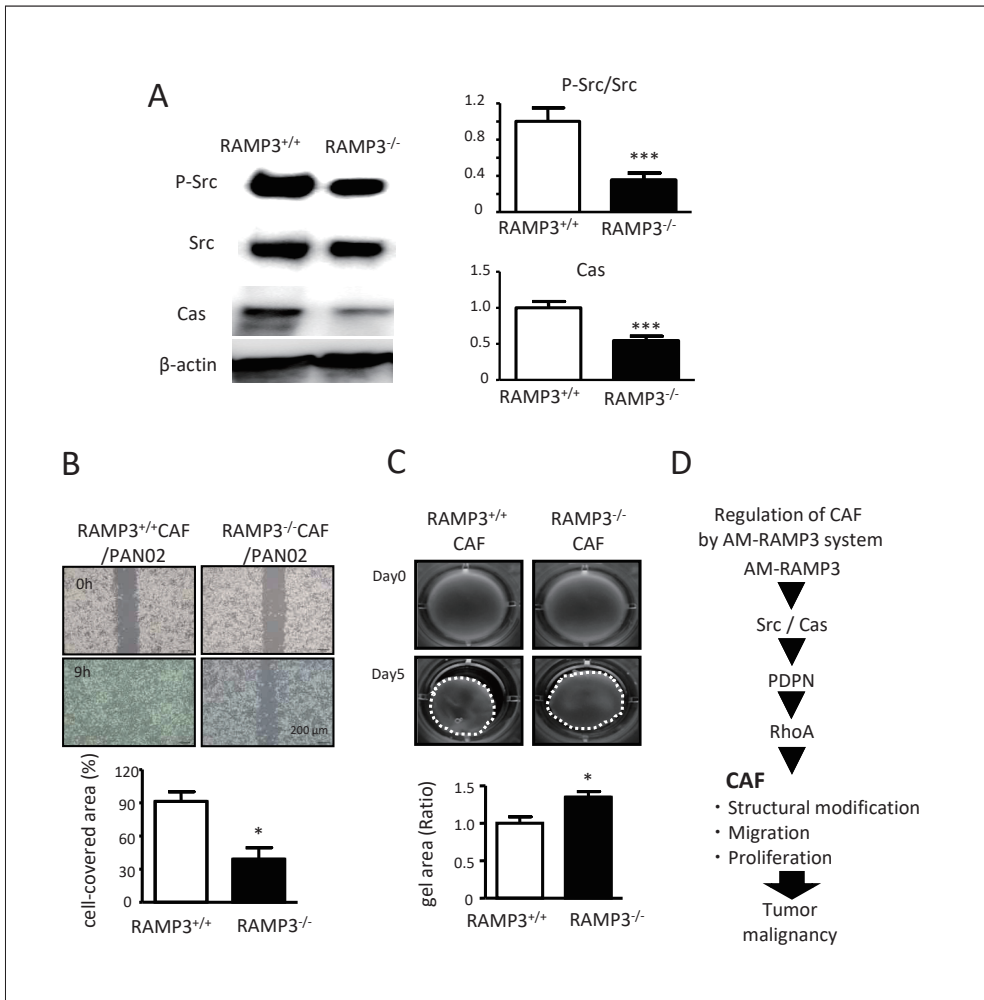 A
RAMP3+/+ RAMP3-/-
P-Src
Src
Cas
β-actin
P-Src/Src
1.2
0.8
0.4
0
***
RAMP3+/+ RAMP3-/-
Cas
1.5
1.0
0.5
0
***
RAMP3+/+ RAMP3-/-
B
RAMP3+/+CAF
/PAN02
RAMP3-/-CAF
/PAN02
0h
9h
200 μm
cell-covered area (%)
120
90
60
30
0
*
RAMP3+/+ RAMP3-/-
C
RAMP3+/+
CAF
RAMP3-/-
CAF
Day0
Day5
gel area (Ratio)
1.5
1.0
0.5
0
*
RAMP3+/+ RAMP3-/-
D
Regulation of CAF
by AM-RAMP3 system
AM-RAMP3
Src / Cas
PDPN
RhoA
CAF
・Structural modification
・Migration
・Proliferation
Tumor
malignancy